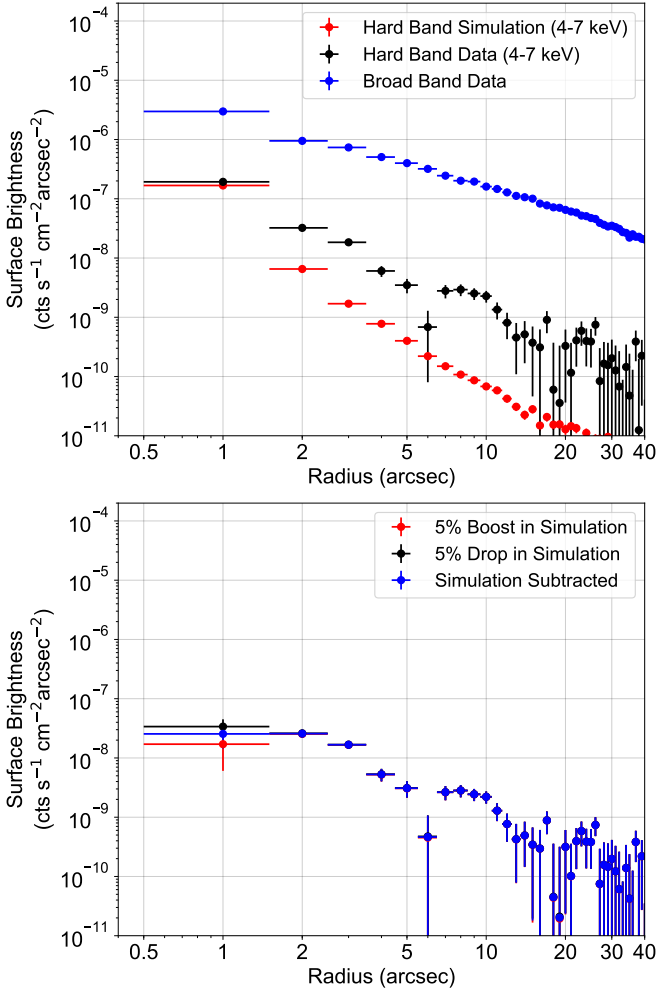 Hard Band Simulation (4-7 keV)
Hard Band Data (4-7 keV)
Broad Band Data
Surface Brightness
(cts s⁻¹ cm⁻²arcsec⁻²)
10⁻⁴
10⁻⁵
10⁻⁶
10⁻⁷
10⁻⁸
10⁻⁹
10⁻¹⁰
10⁻¹¹
0.5 1 2 5 10 20 30 40
Radius (arcsec)
5% Boost in Simulation
5% Drop in Simulation
Simulation Subtracted
Surface Brightness
(cts s⁻¹ cm⁻²arcsec⁻²)
10⁻⁴
10⁻⁵
10⁻⁶
10⁻⁷
10⁻⁸
10⁻⁹
10⁻¹⁰
10⁻¹¹
0.5 1 2 5 10 20 30 40
Radius (arcsec)